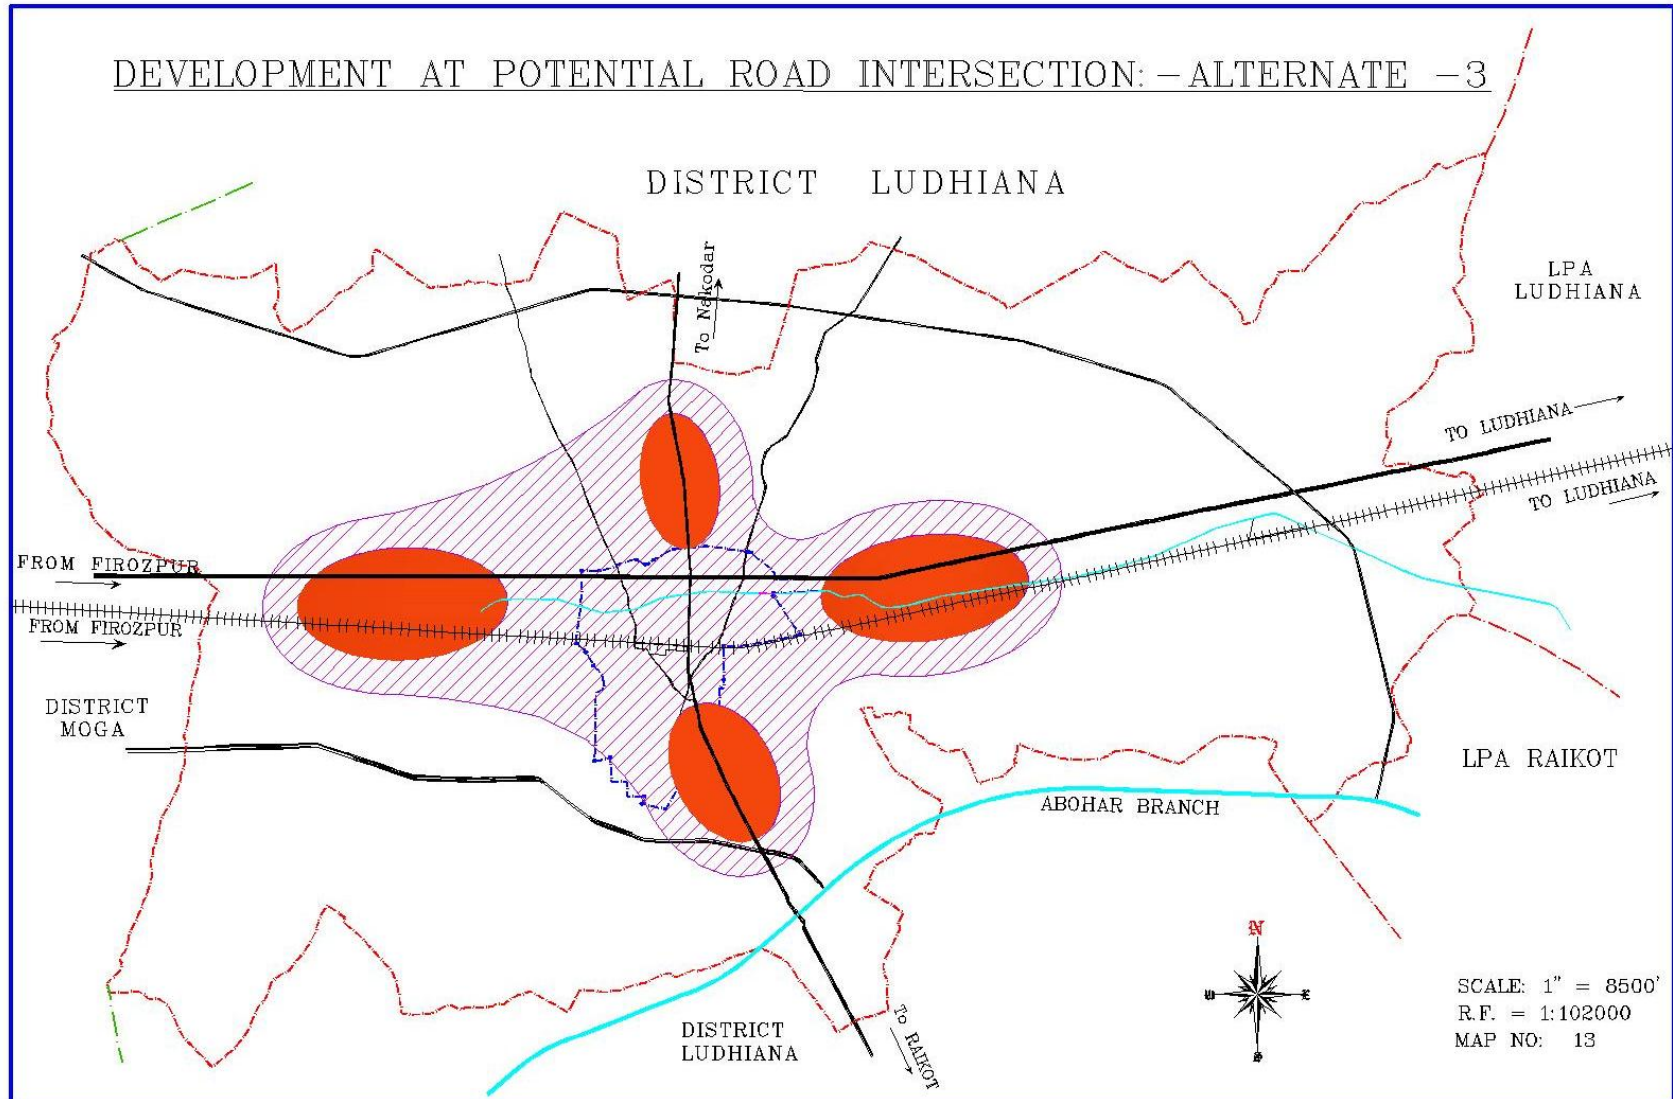 DEVELOPMENT AT POTENTIAL ROAD INTERSECTION:-ALTERNATE -3
DISTRICT LUDHIANA
To Nakodar
LPA
LUDHIANA
TO LUDHIANA
TO LUDHIANA
FROM FIROZPUR
FROM FIROZPUR
DISTRICT
MOGA
LPA RAIKOT
ABOHAR BRANCH
N
W E
S
SCALE: 1" = 8500'
R.F. = 1:102000
MAP NO: 13
DISTRICT
LUDHIANA
To RAIKOT